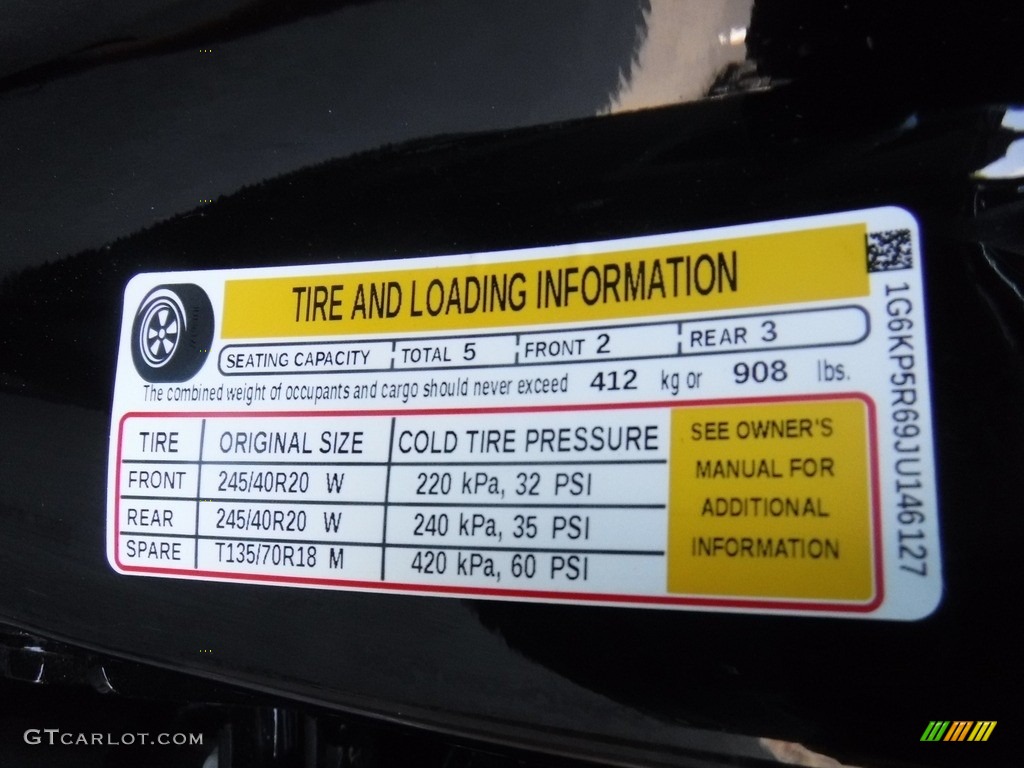 TIRE AND LOADING INFORMATION
SEATING CAPACITY TOTAL 5 FRONT 2 REAR 3
The combined weight of occupants and cargo should never exceed 412 kg or 908 lbs.
TIRE ORIGINAL SIZE COLD TIRE PRESSURE
FRONT 245/40R20 W 220 kPa, 32 PSI
REAR 245/40R20 W 240 kPa, 35 PSI
SPARE T135/70R18 M 420 kPa, 60 PSI
SEE OWNER'S
MANUAL FOR
ADDITIONAL
INFORMATION
1G6KP5R69JU146127
GTCARLOT.COM